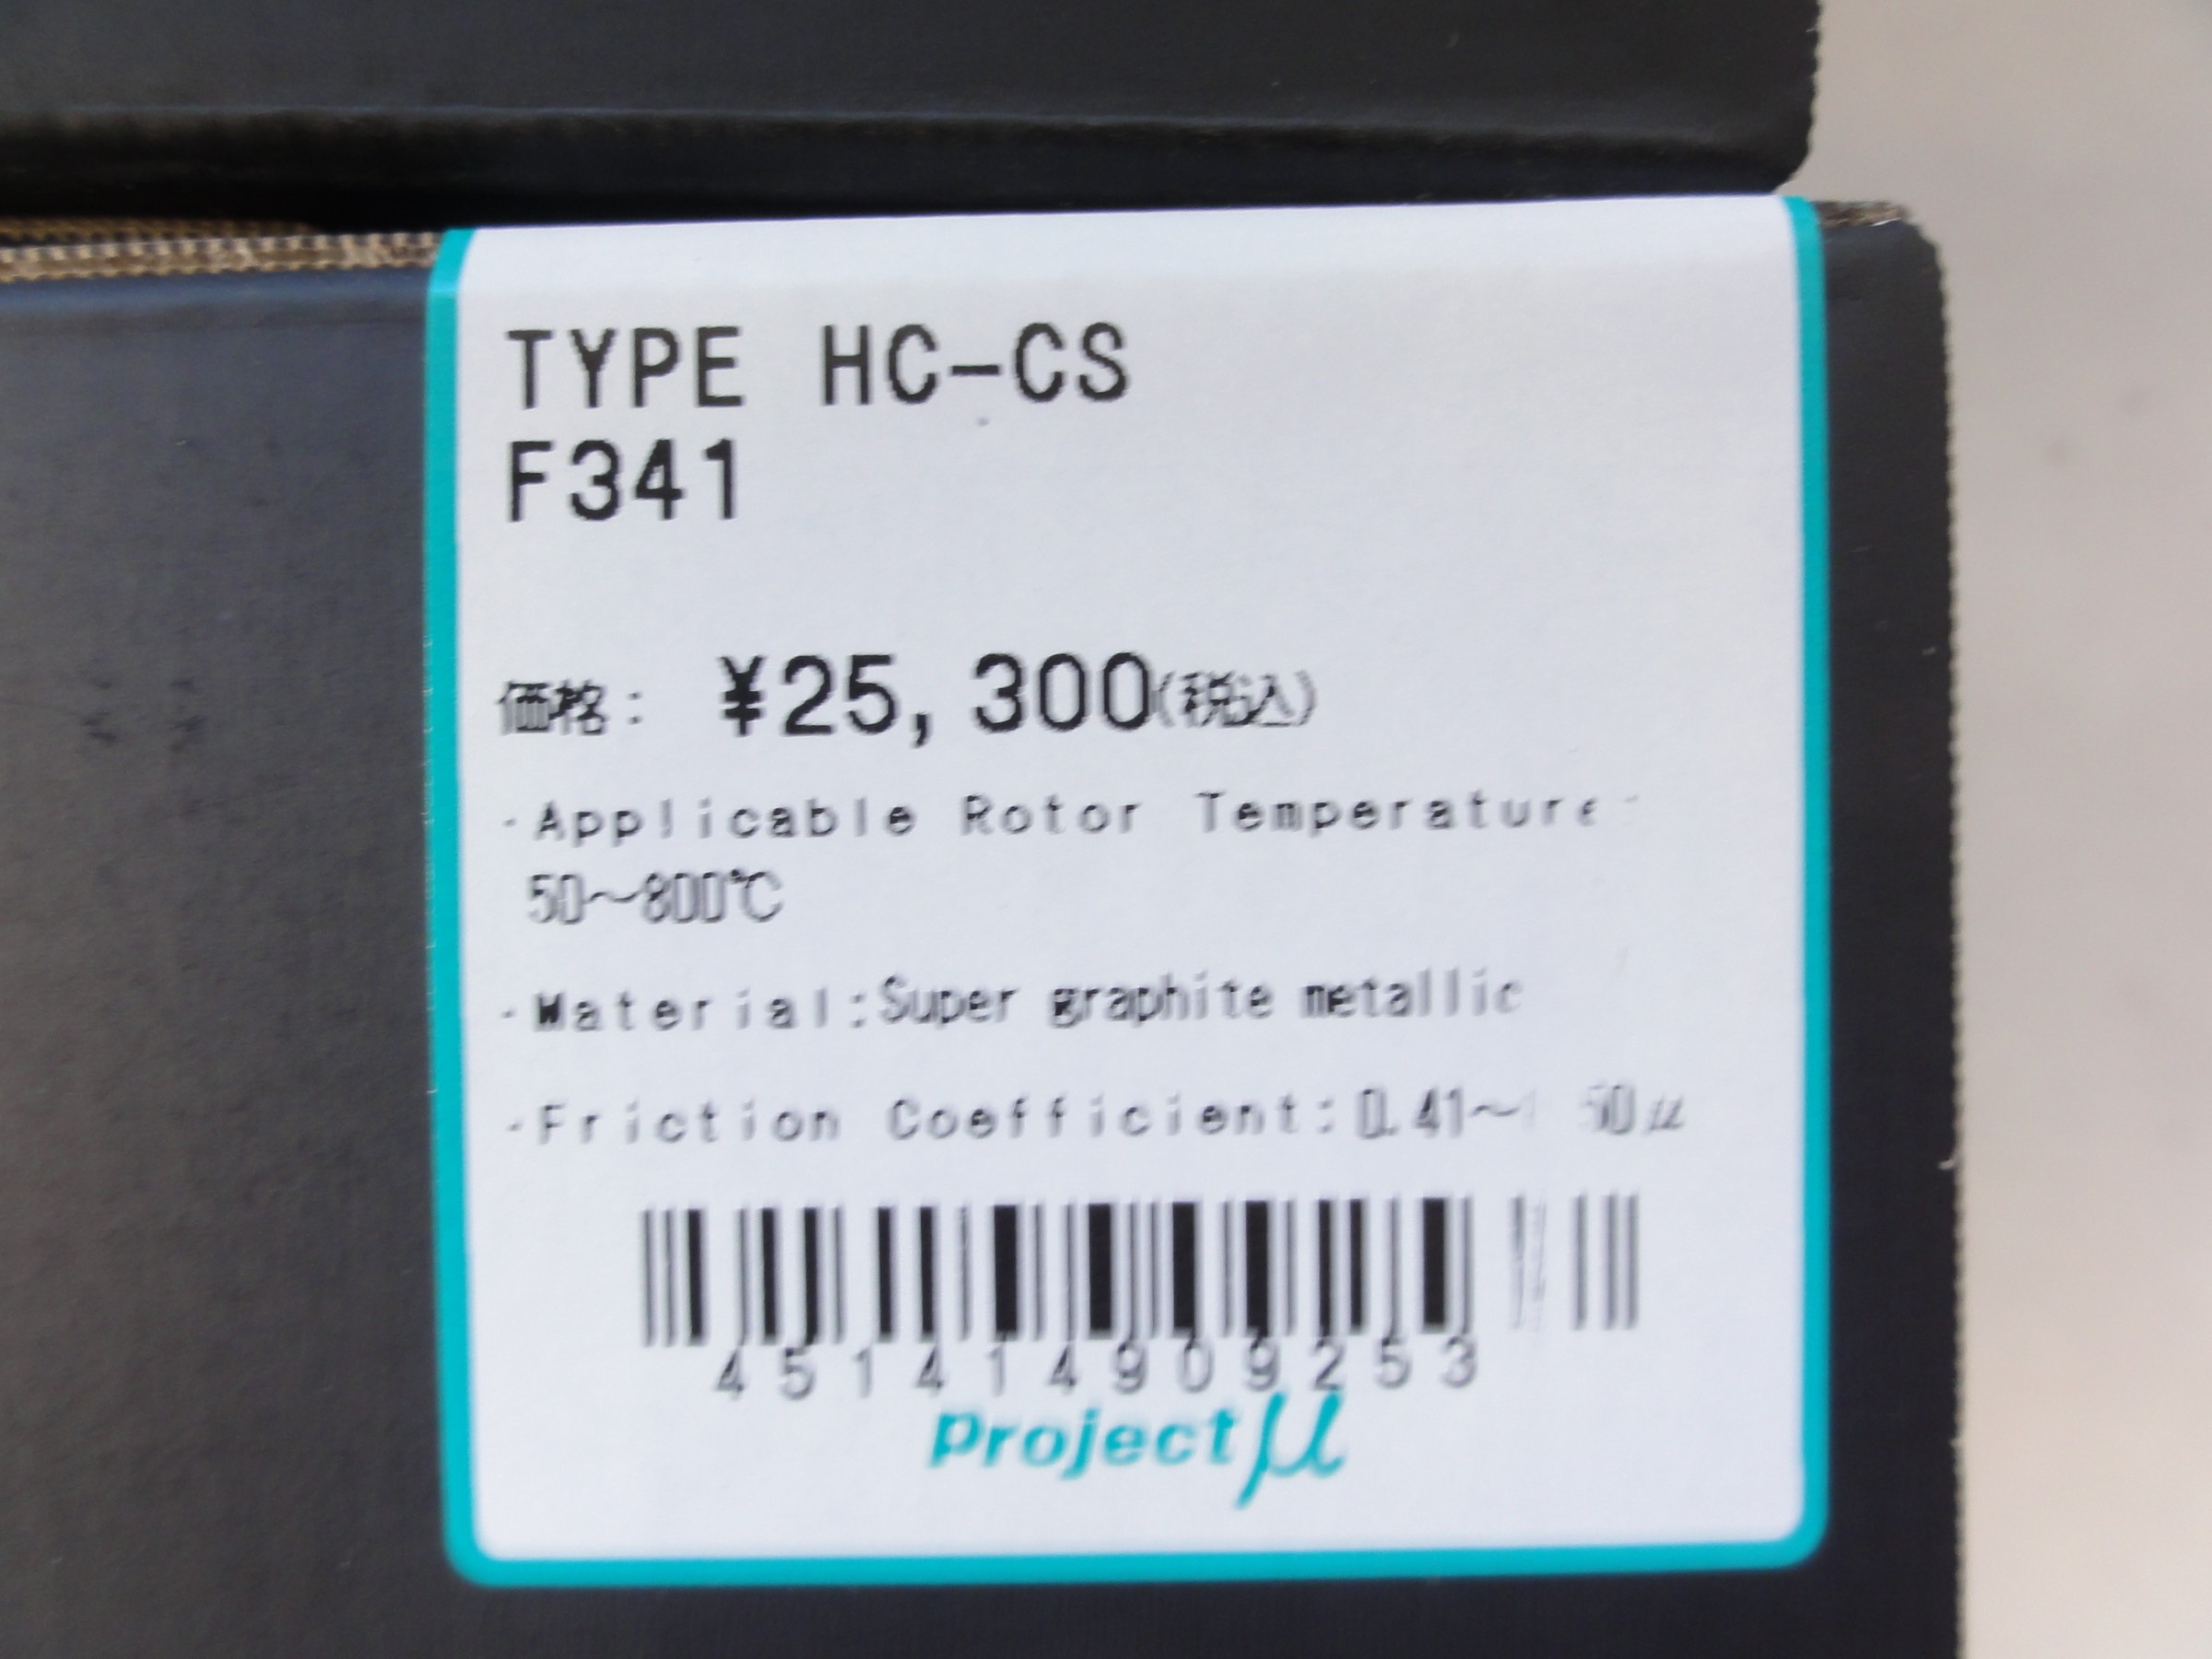 TYPE HC-CS
F341
価格: ¥25,300(税込)
・Applicable Rotor Temperature
50～800℃
・Material:Super graphite metallic
・Friction Coefficient:0.41～
451414909253
Projectμ